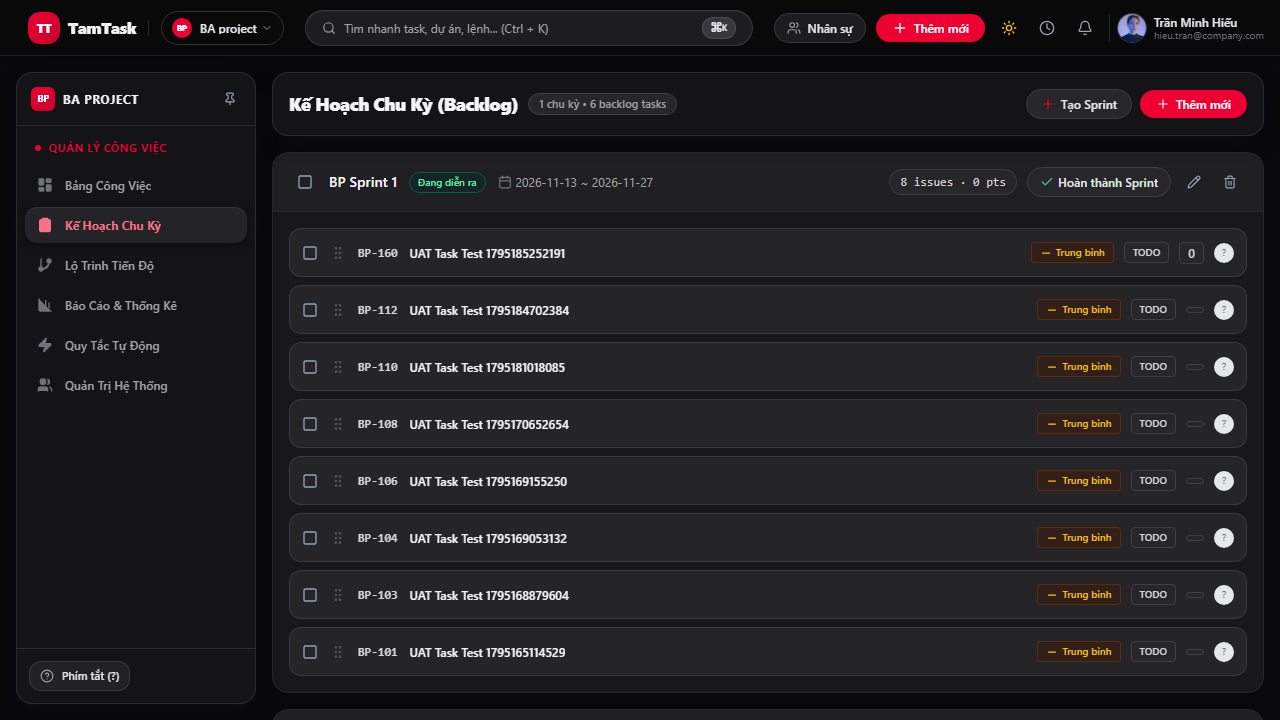 TT TamTask BP BA project Tìm nhanh task, dự án, lệnh... (Ctrl + K) ⌘K Nhân sự + Thêm mới Trần Minh Hiếu
hieu.tran@company.com
BP BA PROJECT
QUẢN LÝ CÔNG VIỆC
Bảng Công Việc
Kế Hoạch Chu Kỳ
Lộ Trình Tiến Độ
Báo Cáo & Thống Kê
Quy Tắc Tự Động
Quản Trị Hệ Thống
Phím tắt (?)
Kế Hoạch Chu Kỳ (Backlog) 1 chu kỳ • 6 backlog tasks + Tạo Sprint + Thêm mới
BP Sprint 1 Đang diễn ra 2026-11-13 ~ 2026-11-27 8 issues · 0 pts Hoàn thành Sprint
BP-160 UAT Task Test 1795185252191 Trung bình TODO 0 ?
BP-112 UAT Task Test 1795184702384 Trung bình TODO ?
BP-110 UAT Task Test 1795181018085 Trung bình TODO ?
BP-108 UAT Task Test 1795170652654 Trung bình TODO ?
BP-106 UAT Task Test 1795169155250 Trung bình TODO ?
BP-104 UAT Task Test 1795169053132 Trung bình TODO ?
BP-103 UAT Task Test 1795168879604 Trung bình TODO ?
BP-101 UAT Task Test 1795165114529 Trung bình TODO ?